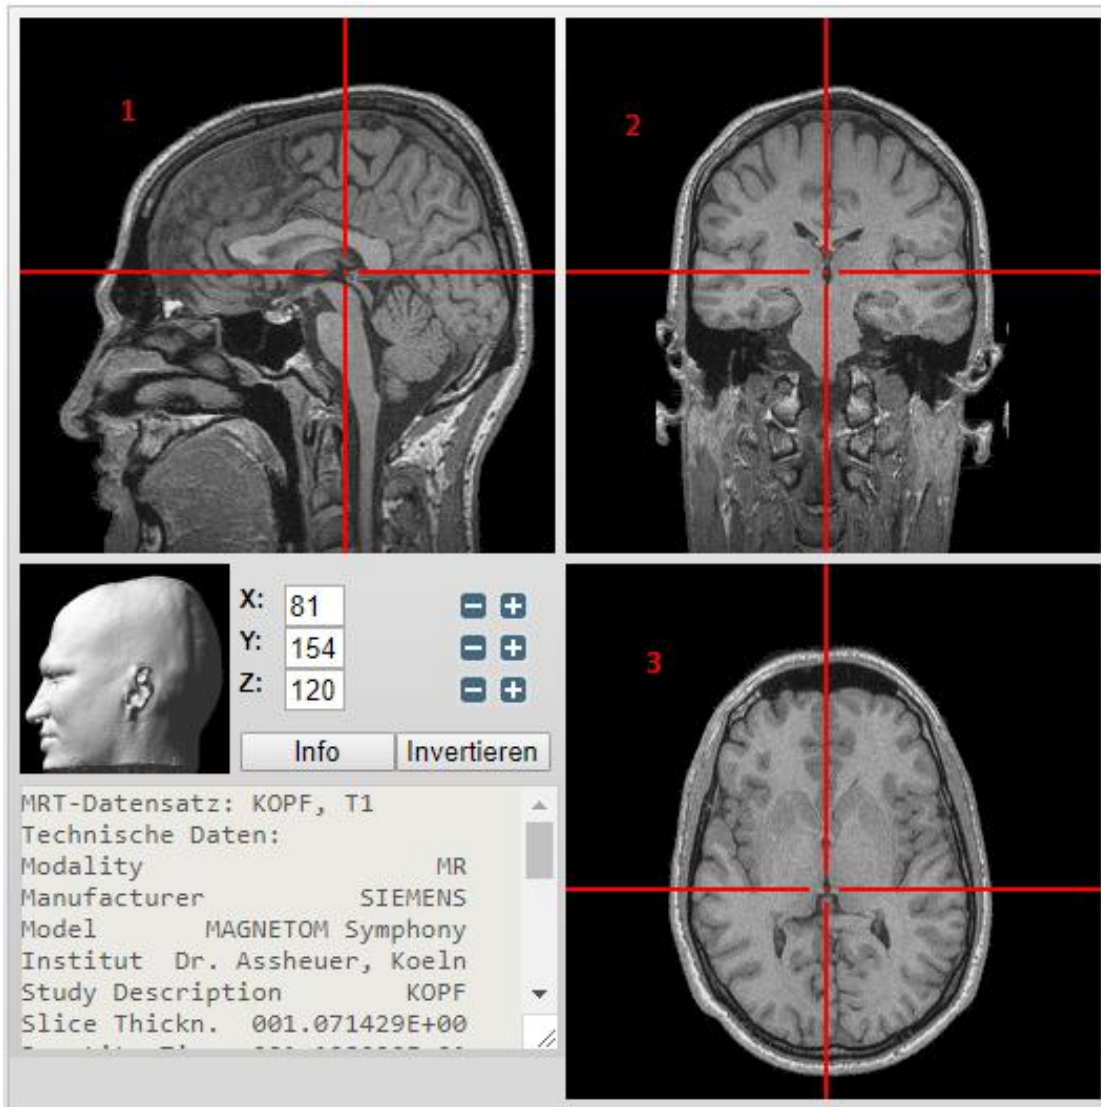 1
2
X: 81
Y: 154
Z: 120
Info Invertieren
3
MRT-Datensatz: KOPF, T1
Technische Daten:
Modality MR
Manufacturer SIEMENS
Model MAGNETOM Symphony
Institut Dr. Assheuer, Koeln
Study Description KOPF
Slice Thickn. 001.071429E+00